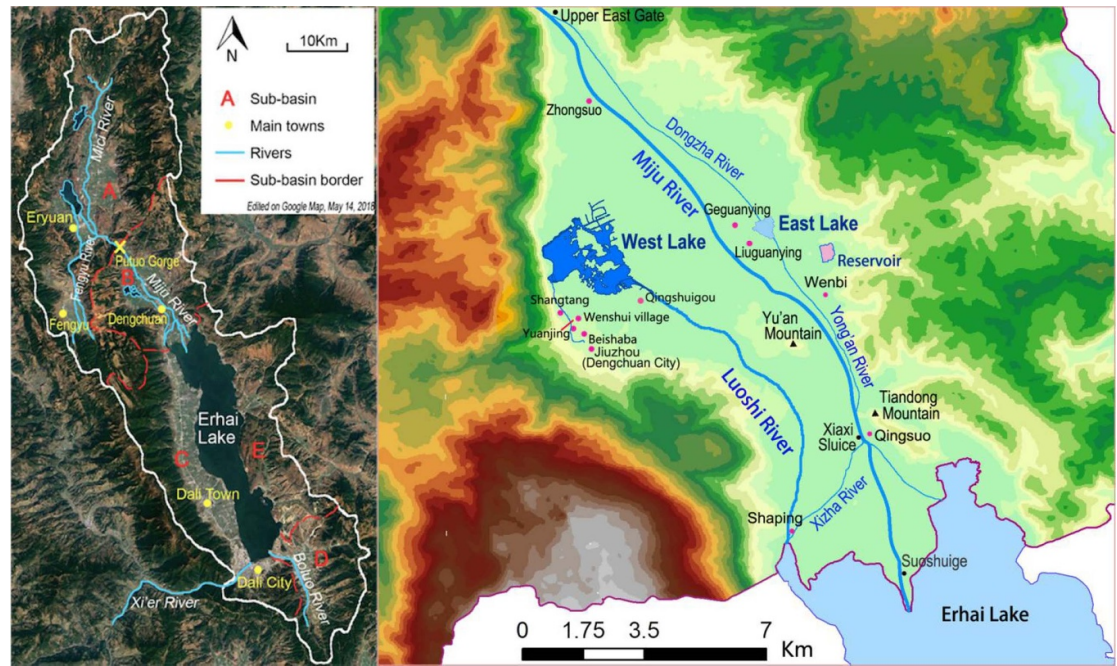 N
10Km
A Sub-basin
Main towns
Rivers
Sub-basin border
Edited on Google Map, May 14, 2018
Mici River
A
Eryuan
Fengyu River
Putuo Gorge
B
Miju River
Dengchuan
Fengyu
Erhai
Lake
C
E
Dali Town
D
Boluo River
Dali City
Xi'er River
Upper East Gate
Zhongsuo
Dongzha River
Miju River
Geguanying
East Lake
West Lake
Liuguanying
Reservoir
Wenbi
Qingshuigou
Shangtang
Wenshui village
Yuanjing
Beishaba
Jiuzhou
(Dengchuan City)
Yu'an
Mountain
Yong'an River
Luoshi River
Tiandong
Mountain
Xiaxi
Sluice
Qingsuo
Xizha River
Shaping
Suoshuige
Erhai Lake
0 1.75 3.5 7
Km